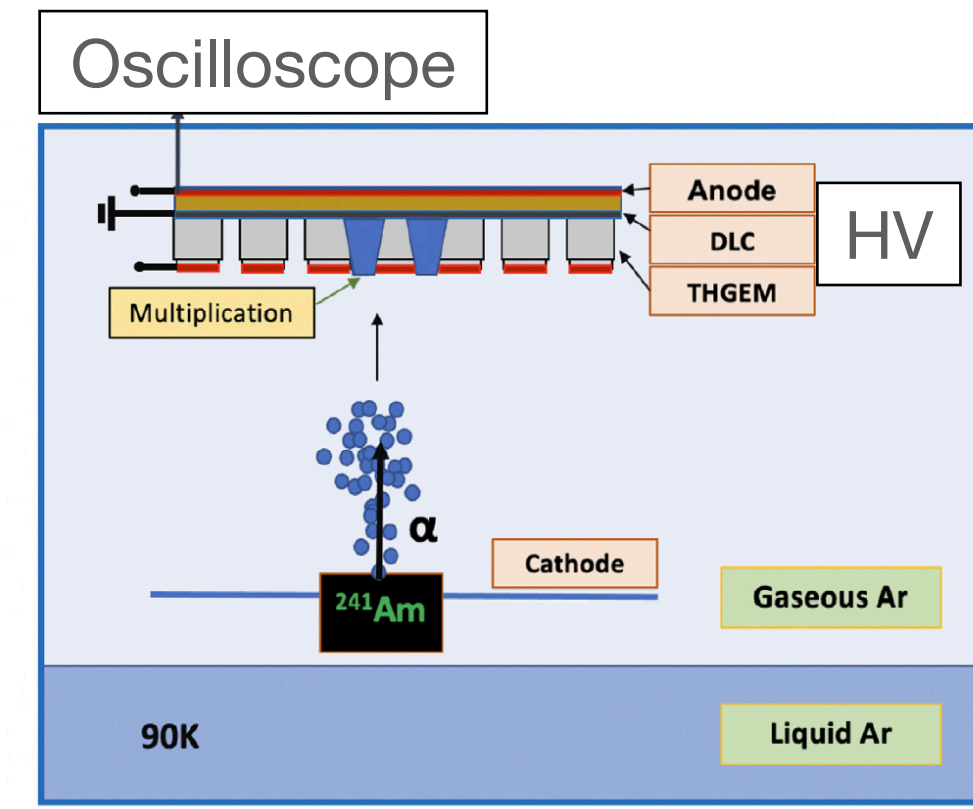 Oscilloscope
Anode
DLC
THGEM
HV
Multiplication
α
Cathode
²⁴¹Am
Gaseous Ar
90K
Liquid Ar